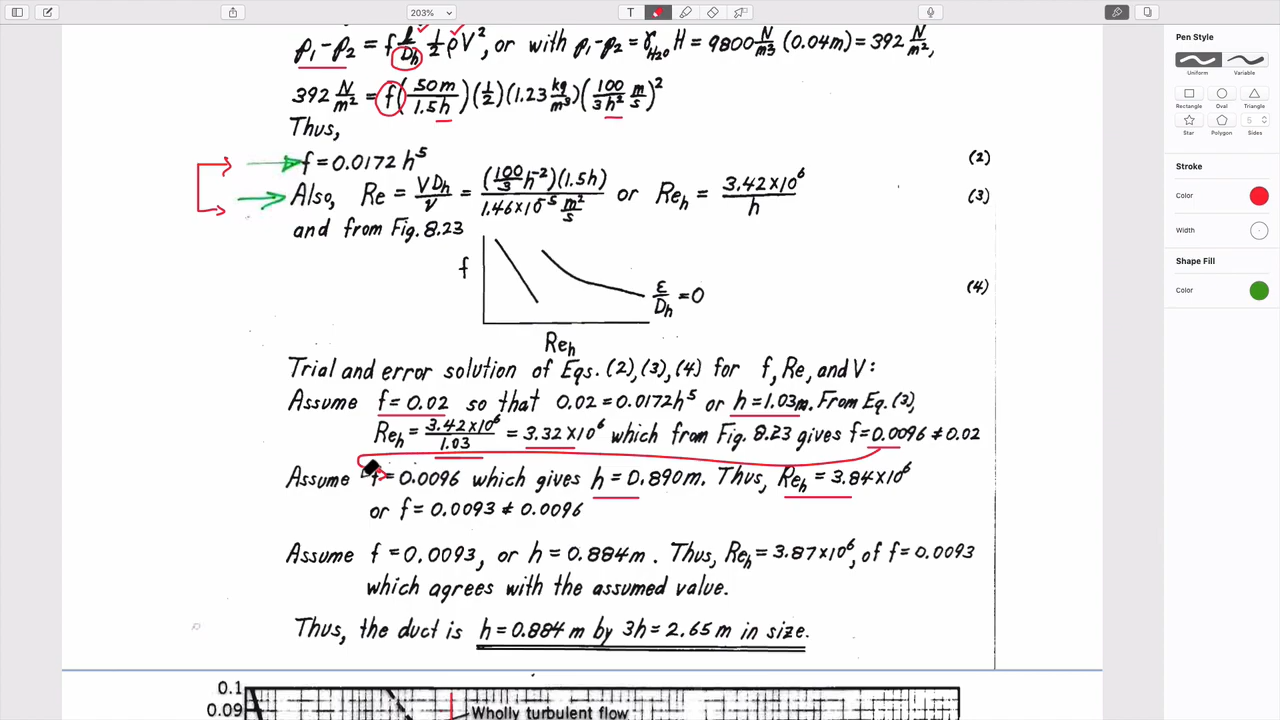 203%
T
Pen Style
Uniform Variable
Rectangle Oval Triangle
Star Polygon 5 Sides
Stroke
Color
Width
Shape Fill
Color
p₁-p₂ = f l/Dh 1/2 ρV², or with p₁-p₂ = γH₂O H = 9800 N/m³ (0.04m) = 392 N/m²,
392 N/m² = f(50m/1.5h)(1/2)(1.23 kg/m³)(100/3h² m/s)²
Thus,
f = 0.0172 h⁵ (2)
Also, Re = VDh/ν = (100/3 h⁻²)(1.5h)/1.46×10⁻⁵ m²/s or Reh = 3.42×10⁶/h (3)
and from Fig. 8.23
f
ε/Dh = 0 (4)
Reh
Trial and error solution of Eqs. (2), (3), (4) for f, Re, and V:
Assume f = 0.02 so that 0.02 = 0.0172h⁵ or h = 1.03m. From Eq. (3),
Reh = 3.42×10⁶/1.03 = 3.32×10⁶ which from Fig. 8.23 gives f = 0.0096 ≠ 0.02
Assume f = 0.0096 which gives h = 0.890m. Thus, Reh = 3.84×10⁶
or f = 0.0093 ≠ 0.0096
Assume f = 0.0093, or h = 0.884m. Thus, Reh = 3.87×10⁶, of f = 0.0093
which agrees with the assumed value.
Thus, the duct is h = 0.884 m by 3h = 2.65 m in size.
0.1
0.09
Wholly turbulent flow